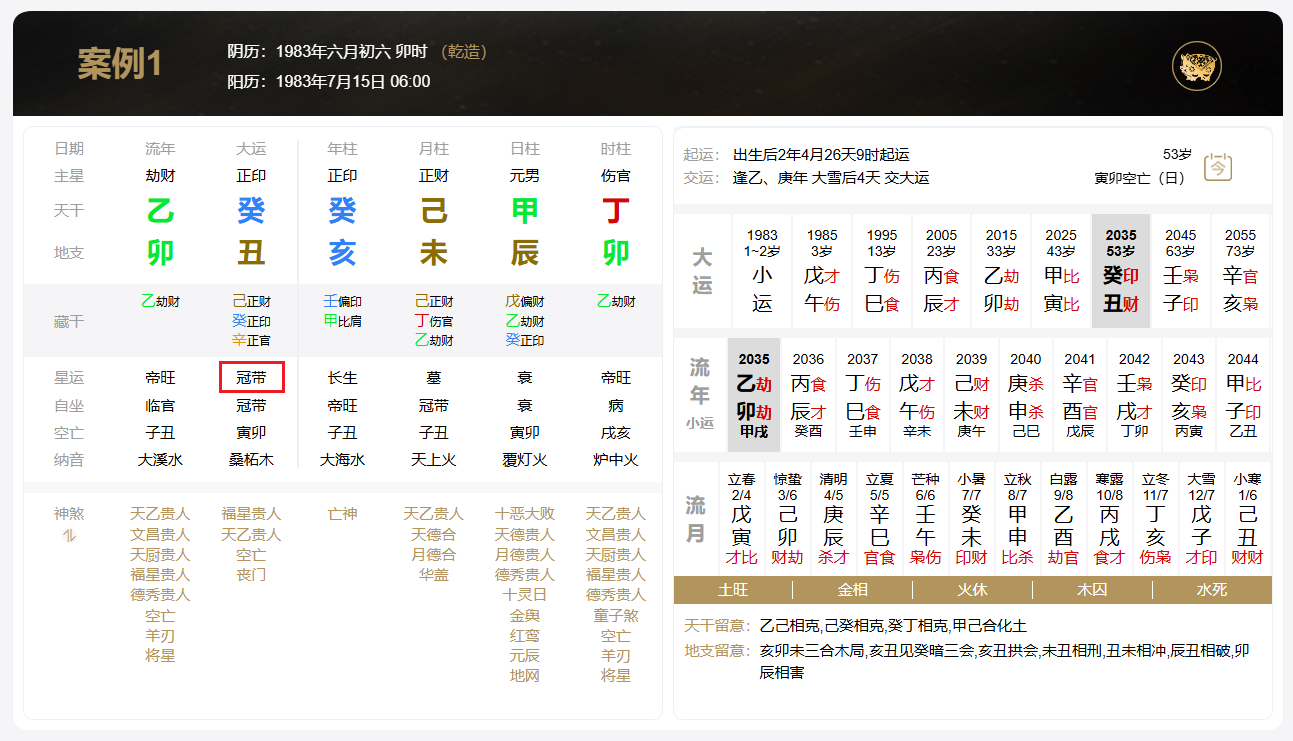 案例1
阴历：1983年六月初六 卯时 （乾造）
阳历：1983年7月15日 06:00
日期 流年 大运 年柱 月柱 日柱 时柱
主星 劫财 正印 正印 正财 元男 伤官
天干 乙 癸 癸 己 甲 丁
地支 卯 丑 亥 未 辰 卯
藏干
乙劫财 己正财 壬偏印 己正财 戊偏财 乙劫财
癸正印 甲比肩 丁伤官 乙劫财
辛正官 乙劫财 癸正印
星运 帝旺 冠带 长生 墓 衰 帝旺
自坐 临官 冠带 帝旺 冠带 衰 病
空亡 子丑 寅卯 子丑 子丑 寅卯 戌亥
纳音 大溪水 桑柘木 大海水 天上火 覆灯火 炉中火
神煞 天乙贵人 福星贵人 亡神 天乙贵人 十恶大败 天乙贵人
文昌贵人 天乙贵人 天德合 天德贵人 文昌贵人
天厨贵人 空亡 月德合 月德贵人 天厨贵人
福星贵人 丧门 华盖 德秀贵人 福星贵人
德秀贵人 十灵日 德秀贵人
空亡 金舆 童子煞
羊刃 红鸾 空亡
将星 元辰 羊刃
地网 将星
起运： 出生后2年4月26天9时起运 53岁
交运： 逢乙、庚年 大雪后4天 交大运 寅卯空亡（日）
今
大运
1983 1985 1995 2005 2015 2025 2035 2045 2055
1~2岁 3岁 13岁 23岁 33岁 43岁 53岁 63岁 73岁
小 戊才 丁伤 丙食 乙劫 甲比 癸印 壬枭 辛官
运 午伤 巳食 辰才 卯劫 寅比 丑财 子印 亥枭
流年
小运
2035 2036 2037 2038 2039 2040 2041 2042 2043 2044
乙劫 丙食 丁伤 戊才 己财 庚杀 辛官 壬枭 癸印 甲比
卯劫 辰才 巳食 午伤 未财 申杀 酉官 戌才 亥枭 子印
甲戌 癸酉 壬申 辛未 庚午 己巳 戊辰 丁卯 丙寅 乙丑
流月
立春 惊蛰 清明 立夏 芒种 小暑 立秋 白露 寒露 立冬 大雪 小寒
2/4 3/6 4/5 5/5 6/6 7/7 8/7 9/8 10/8 11/7 12/7 1/6
戊 己 庚 辛 壬 癸 甲 乙 丙 丁 戊 己
寅 卯 辰 巳 午 未 申 酉 戌 亥 子 丑
才比 财劫 杀才 官食 枭伤 印财 比杀 劫官 食才 伤枭 才印 财财
土旺 金相 火休 木囚 水死
天干留意： 乙己相克,己癸相克,癸丁相克,甲己合化土
地支留意： 亥卯未三合木局,亥丑见癸暗三会,亥丑拱会,未丑相刑,丑未相冲,辰丑相破,卯
辰相害